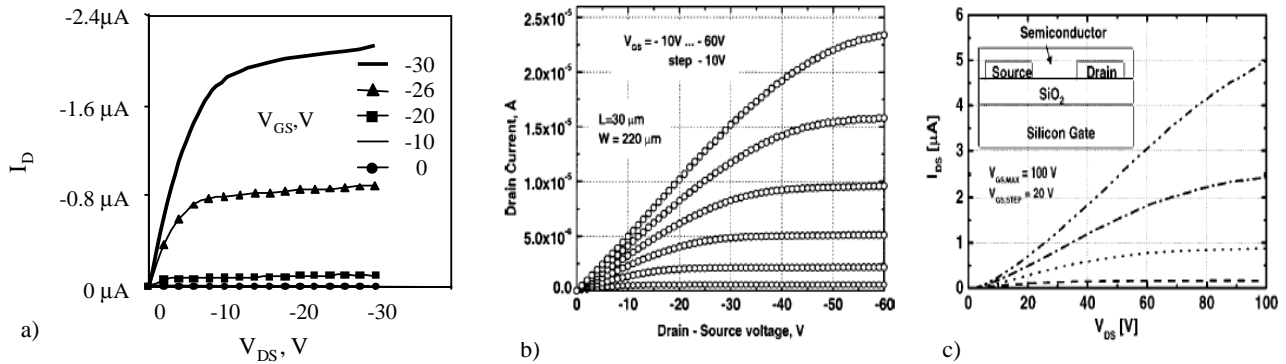 -2.4μA
-1.6
-0.8
0 μA
I_D
0 -10 -20 -30
V_DS, V
V_GS,V
-30
-26
-20
-10
0
a)
2.5x10⁻⁵
2.0x10⁻⁵
1.5x10⁻⁵
1.0x10⁻⁵
5.0x10⁻⁶
0.0
Drain Current, A
V_GS = - 10V ... - 60V
step - 10V
L=30 μm
W = 220 μm
0 -10 -20 -30 -40 -50 -60
Drain - Source voltage, V
b)
6
5
4
3
2
1
0
I_DS [μA]
Semiconductor
Source Drain
SiO₂
Silicon Gate
V_GS,MAX = 100 V
V_GS,STEP = 20 V
0 20 40 60 80 100
V_DS [V]
c)